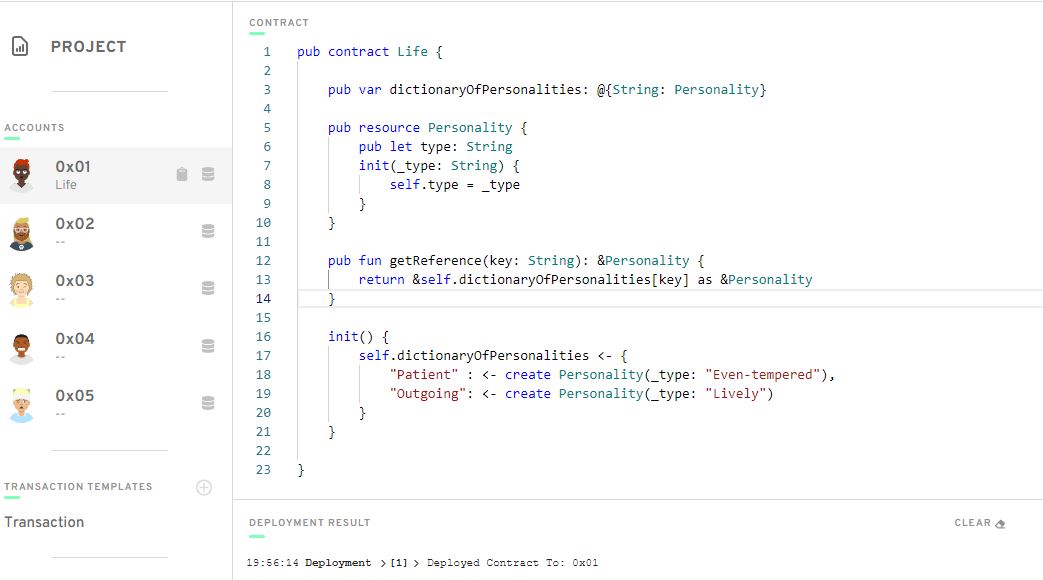 PROJECT
ACCOUNTS
0x01
Life
0x02
--
0x03
--
0x04
--
0x05
--
TRANSACTION TEMPLATES
Transaction
CONTRACT
1 pub contract Life {
2
3 pub var dictionaryOfPersonalities: @{String: Personality}
4
5 pub resource Personality {
6 pub let type: String
7 init(_type: String) {
8 self.type = _type
9 }
10 }
11
12 pub fun getReference(key: String): &Personality {
13 return &self.dictionaryOfPersonalities[key] as &Personality
14 }
15
16 init() {
17 self.dictionaryOfPersonalities <- {
18 "Patient" : <- create Personality(_type: "Even-tempered"),
19 "Outgoing": <- create Personality(_type: "Lively")
20 }
21 }
22
23 }
DEPLOYMENT RESULT
CLEAR
19:56:14 Deployment > [1] > Deployed Contract To: 0x01